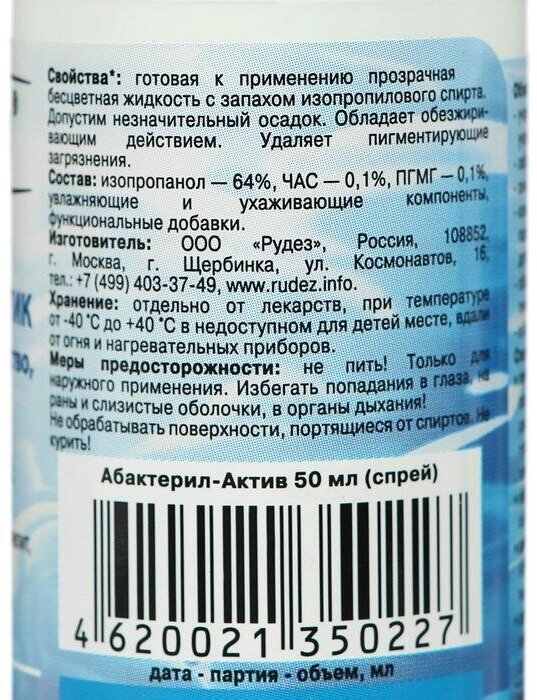 Свойства*: готовая к применению прозрачная
бесцветная жидкость с запахом изопропилового спирта.
Допустим незначительный осадок. Обладает обезжири-
вающим действием. Удаляет пигментирующие
загрязнения.
Состав: изопропанол — 64%, ЧАС — 0,1%, ПГМГ — 0,1%,
увлажняющие и ухаживающие компоненты,
функциональные добавки.
Изготовитель: ООО «Рудез», Россия, 108852,
г. Москва, г. Щербинка, ул. Космонавтов, 16,
тел.: +7 (499) 403-37-49, www.rudez.info.
Хранение: отдельно от лекарств, при температуре
от -40 °С до +40 °С в недоступном для детей месте, вдали
от огня и нагревательных приборов.
Меры предосторожности: не пить! Только для
наружного применения. Избегать попадания в глаза, на
раны и слизистые оболочки, в органы дыхания!
Не обрабатывать поверхности, портящиеся от спиртов. Не
курить!
Абактерил-Актив 50 мл (спрей)
4 620021 350227
дата - партия - объем, мл